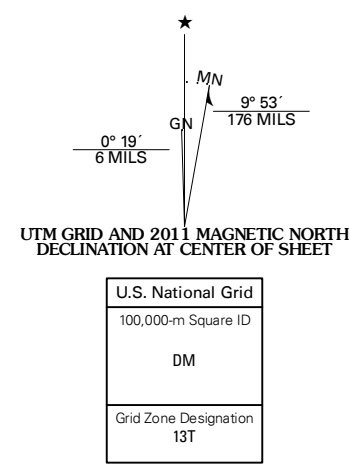 ★
MN
9° 53´
176 MILS
GN
0° 19´
6 MILS
UTM GRID AND 2011 MAGNETIC NORTH
DECLINATION AT CENTER OF SHEET
U.S. National Grid
100,000-m Square ID
DM
Grid Zone Designation
13T